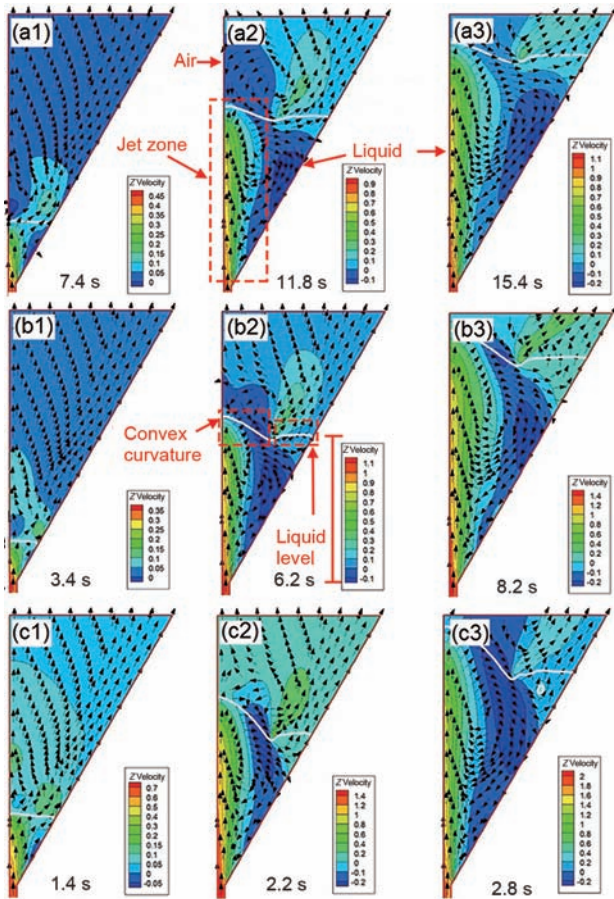 (a1)
Z Velocity
0.45
0.4
0.35
0.3
0.25
0.2
0.15
0.1
0.05
0
7.4 s
(a2)
Air
Jet zone
Liquid
Z Velocity
0.9
0.8
0.7
0.6
0.5
0.4
0.3
0.2
0.1
0
-0.1
11.8 s
(a3)
Z Velocity
1.1
1
0.9
0.8
0.7
0.6
0.5
0.4
0.3
0.2
0.1
0
-0.1
-0.2
15.4 s
(b1)
Z Velocity
0.35
0.3
0.25
0.2
0.15
0.1
0.05
0
3.4 s
(b2)
Convex
curvature
Liquid
level
Z Velocity
1.1
1
0.9
0.8
0.7
0.6
0.5
0.4
0.3
0.2
0.1
0
-0.1
6.2 s
(b3)
Z Velocity
1.4
1.2
1
0.8
0.6
0.4
0.2
0
-0.1
-0.2
8.2 s
(c1)
Z Velocity
0.7
0.6
0.5
0.4
0.3
0.2
0.15
0.1
0.05
0
-0.05
1.4 s
(c2)
Z Velocity
1.4
1.2
1
0.8
0.6
0.4
0.2
0
-0.1
2.2 s
(c3)
Z Velocity
2
1.8
1.6
1.4
1.2
1
0.8
0.6
0.4
0.2
0
-0.2
2.8 s